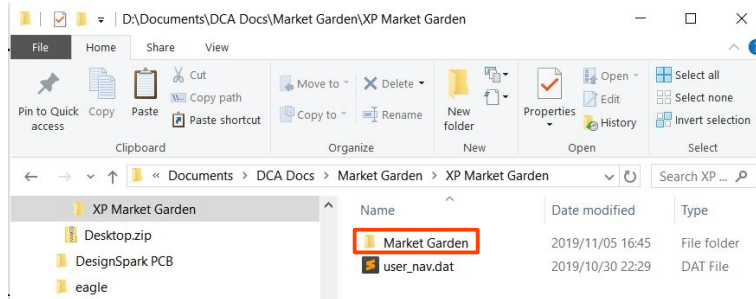 D:\Documents\DCA Docs\Market Garden\XP Market Garden
File Home Share View
Pin to Quick access
Copy
Paste
Cut
Copy path
Paste shortcut
Clipboard
Move to
Copy to
Delete
Rename
Organize
New folder
New
Properties
Open
Edit
History
Open
Select all
Select none
Invert selection
Select
« Documents > DCA Docs > Market Garden > XP Market Garden
Search XP ...
XP Market Garden
Desktop.zip
DesignSpark PCB
eagle
Name Date modified Type
Market Garden 2019/11/05 16:45 File folder
user_nav.dat 2019/10/30 22:29 DAT File